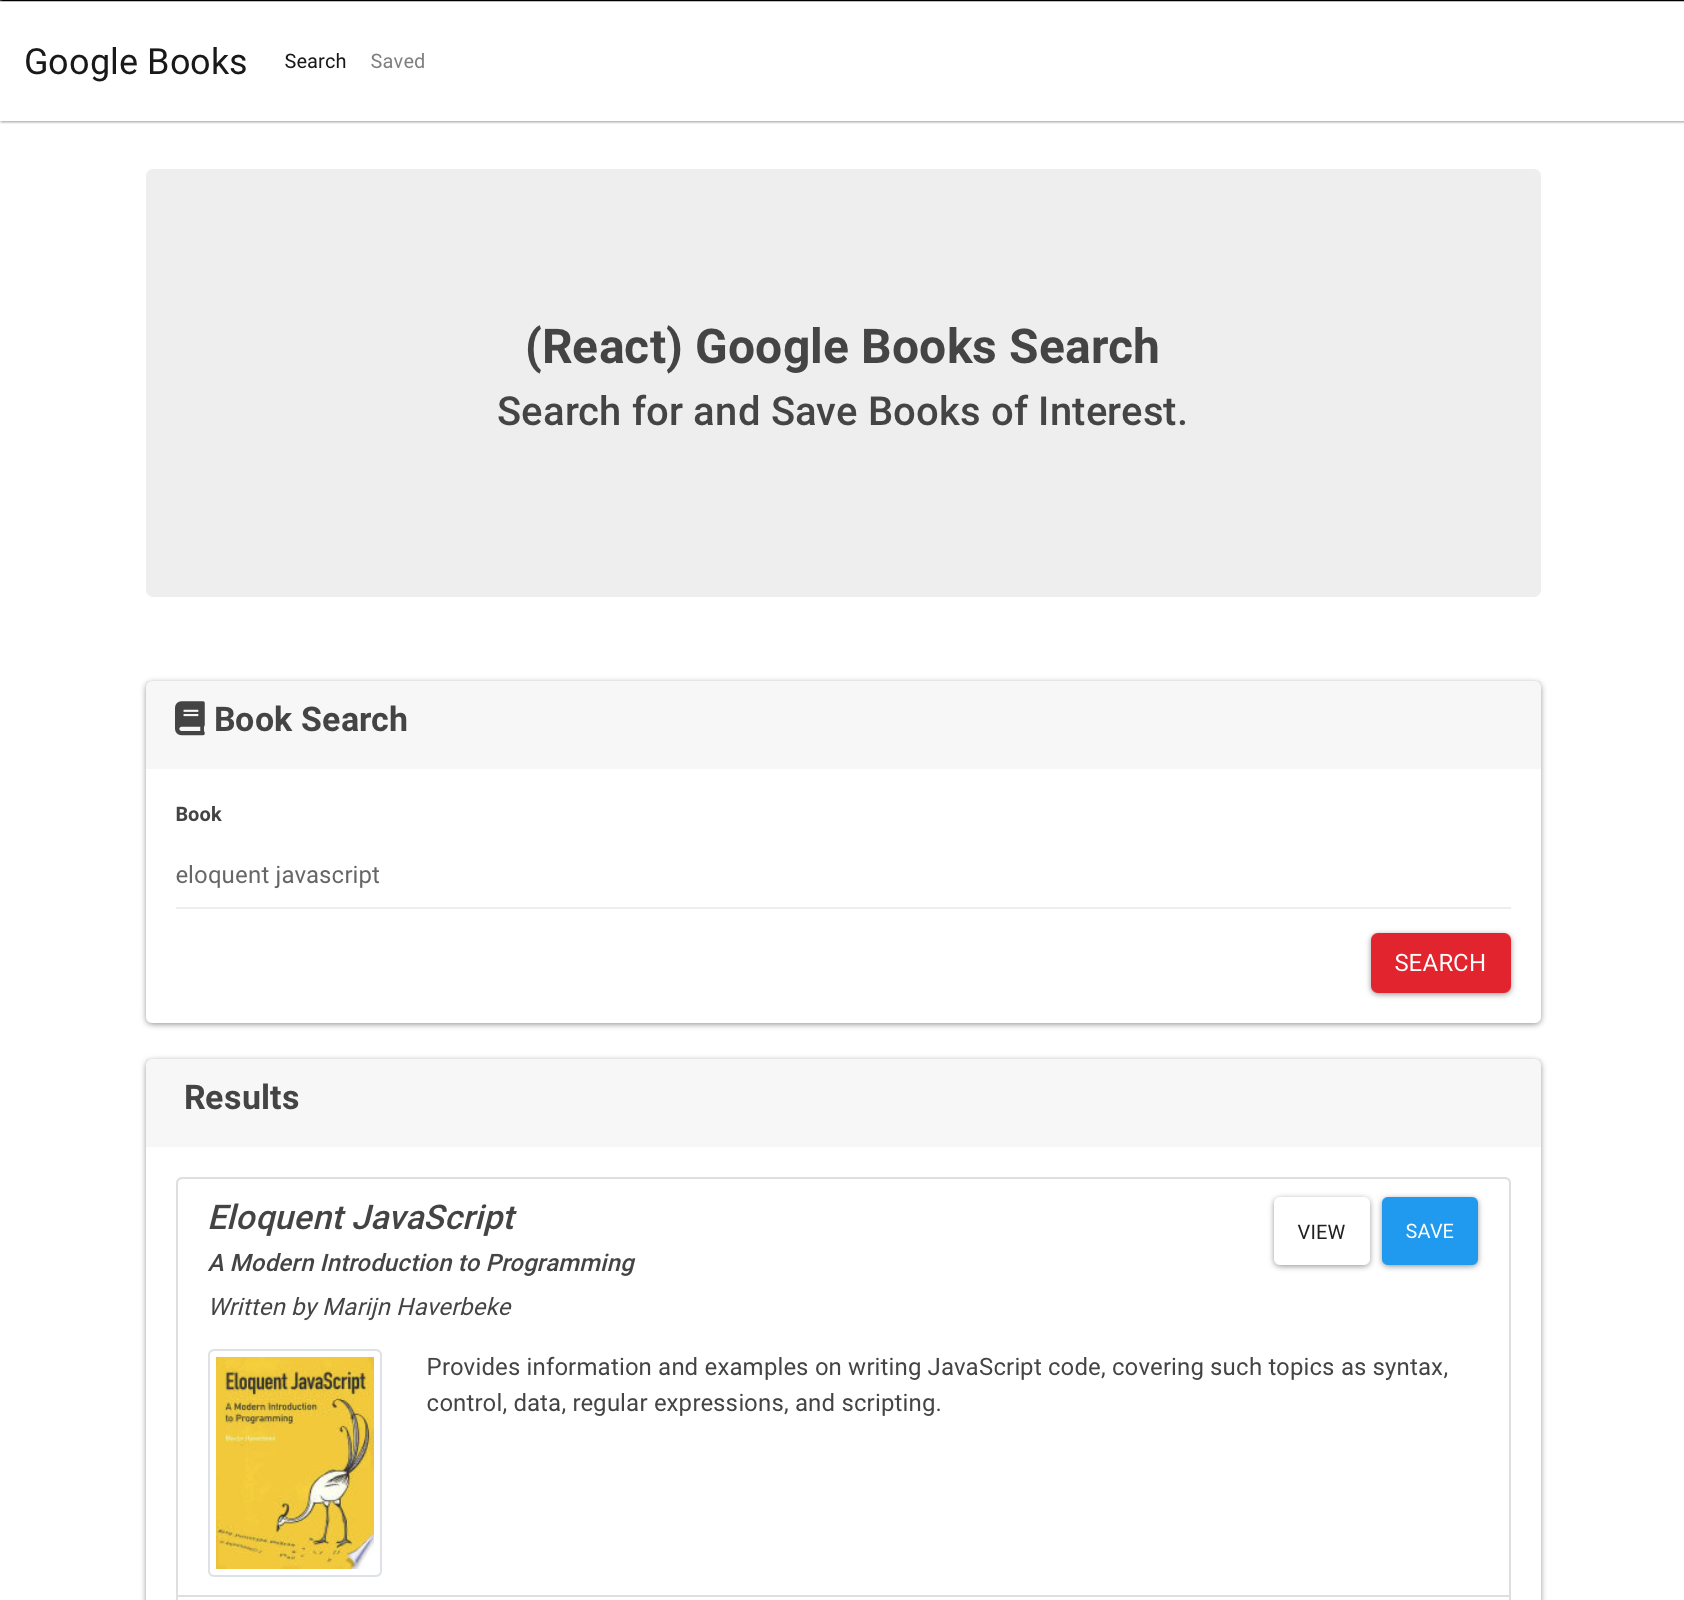 Google Books Search Saved
(React) Google Books Search
Search for and Save Books of Interest.
Book Search
Book
eloquent javascript
SEARCH
Results
Eloquent JavaScript
VIEW SAVE
A Modern Introduction to Programming
Written by Marijn Haverbeke
Eloquent JavaScript
A Modern Introduction
to Programming
Marijn Haverbeke
Provides information and examples on writing JavaScript code, covering such topics as syntax,
control, data, regular expressions, and scripting.